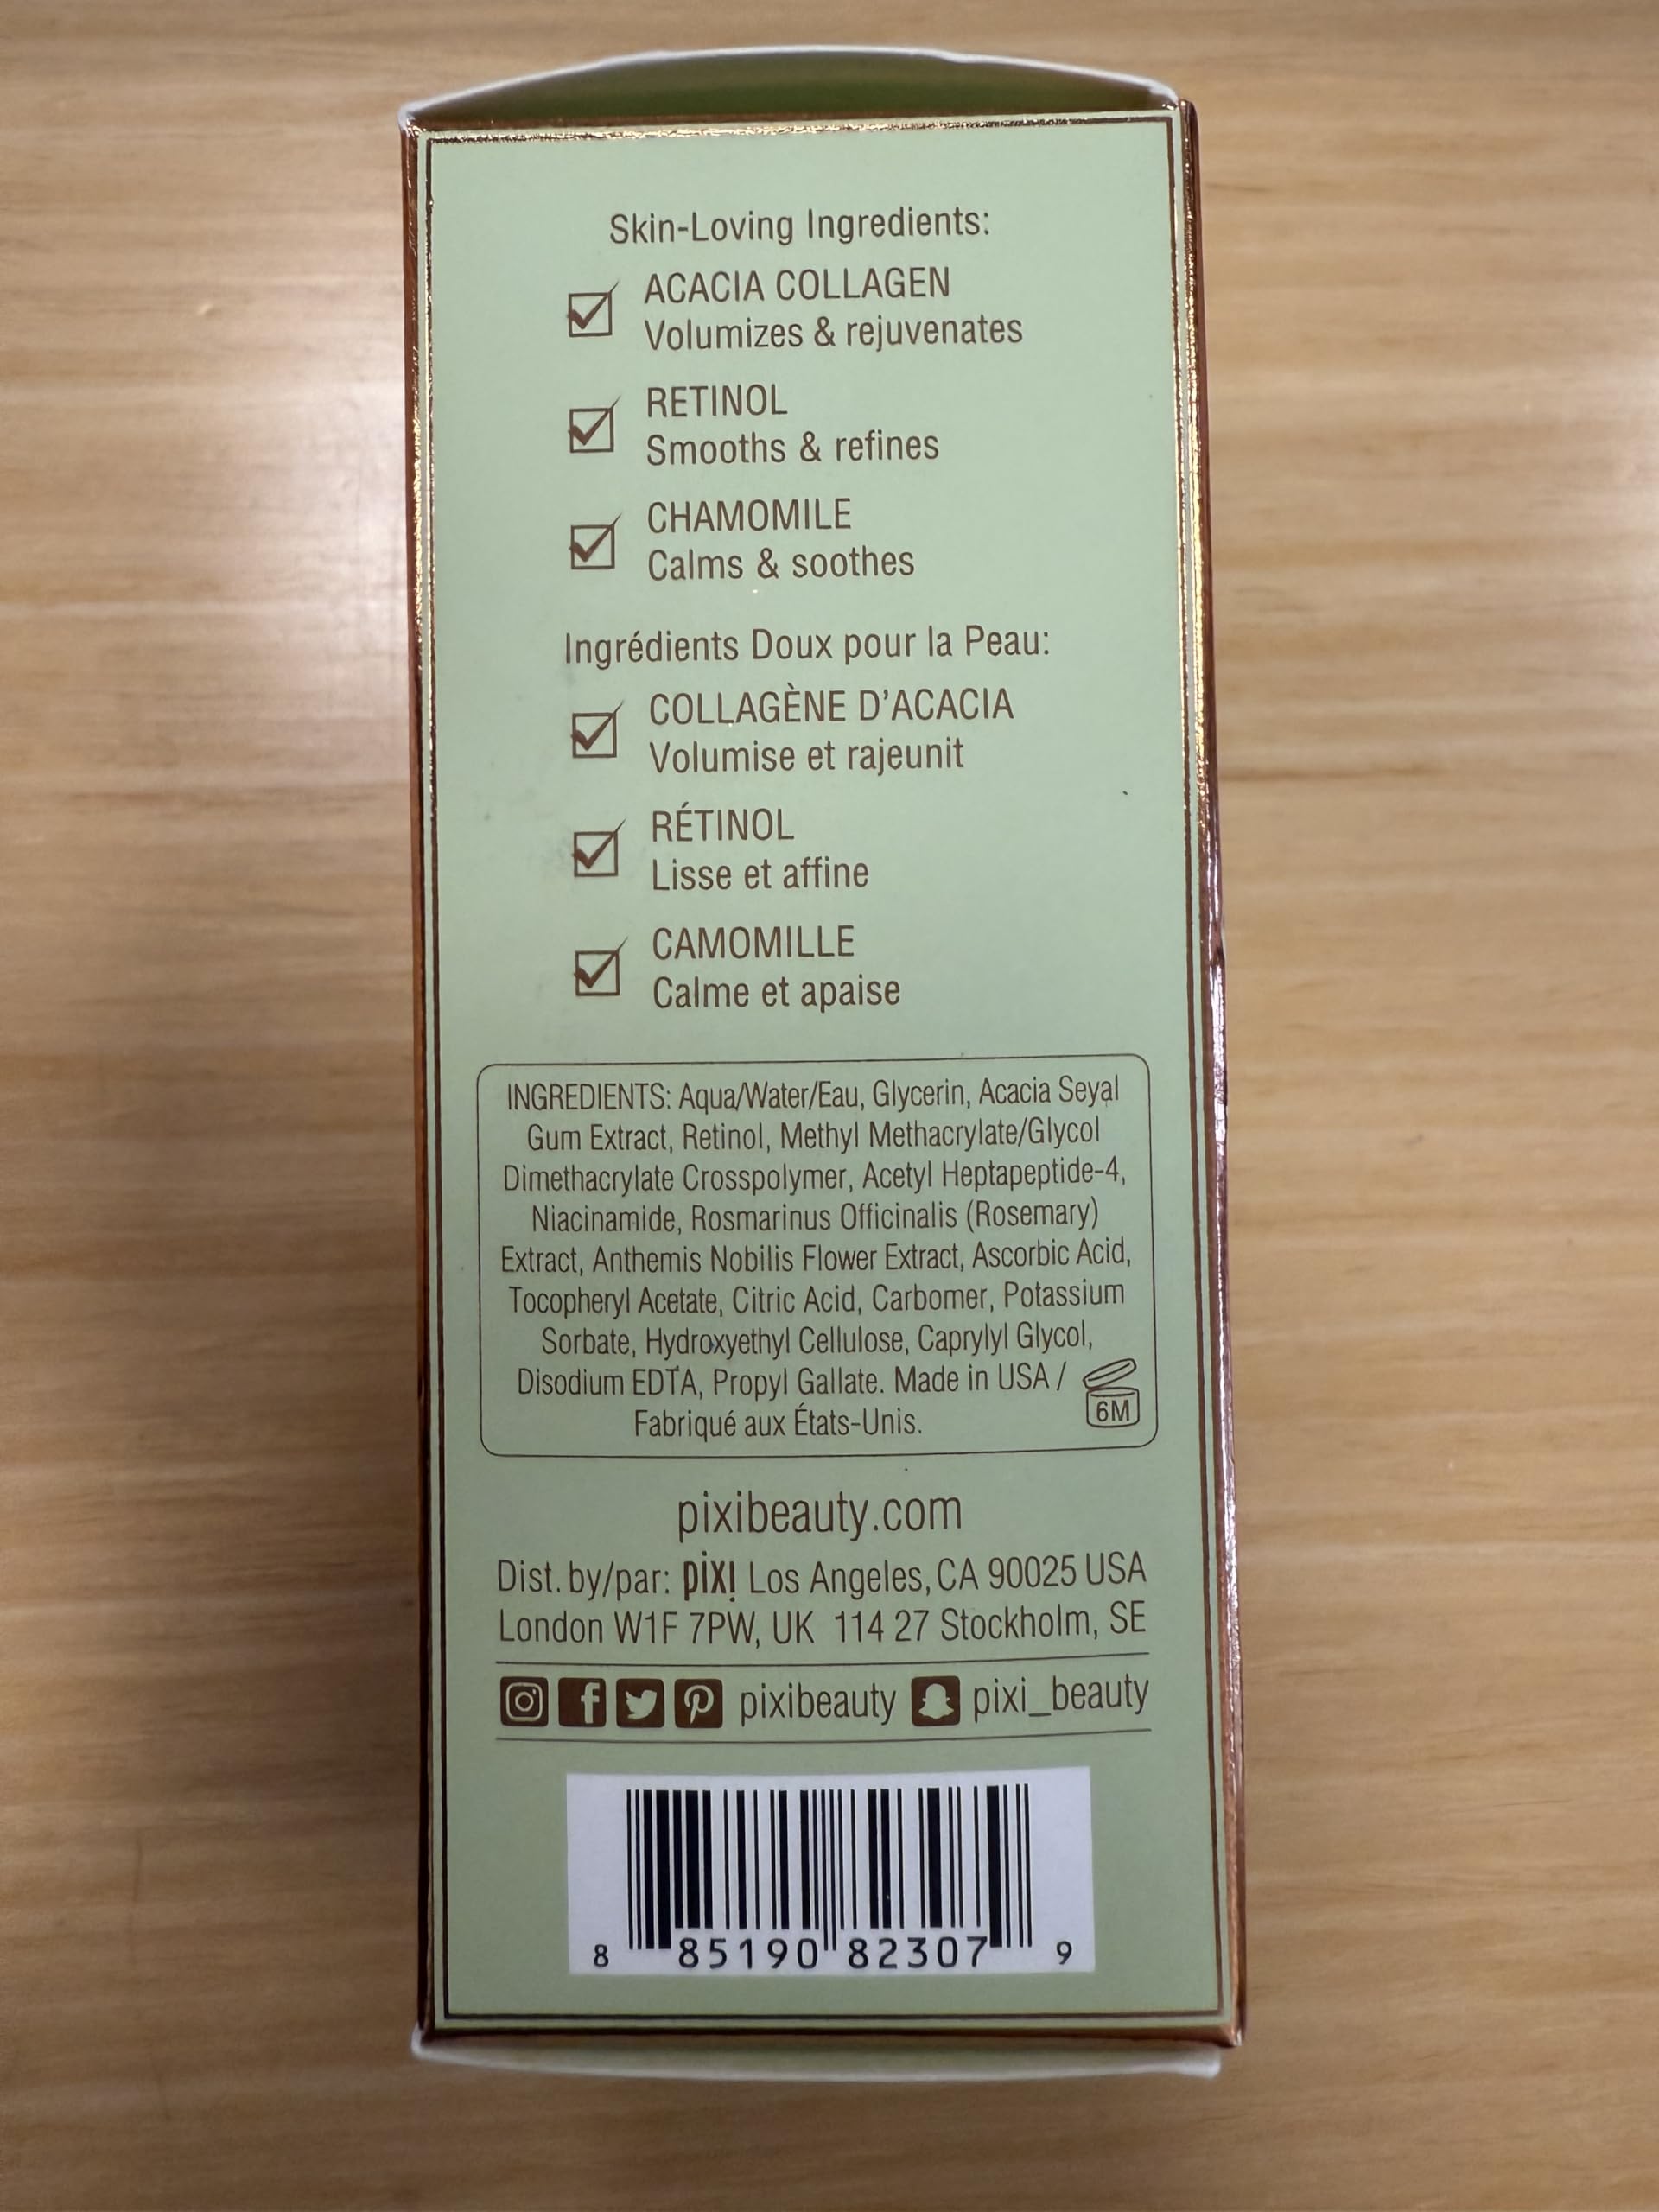 Skin-Loving Ingredients:
ACACIA COLLAGEN
Volumizes & rejuvenates
RETINOL
Smooths & refines
CHAMOMILE
Calms & soothes
Ingrédients Doux pour la Peau:
COLLAGÈNE D'ACACIA
Volumise et rajeunit
RÉTINOL
Lisse et affine
CAMOMILLE
Calme et apaise
INGREDIENTS: Aqua/Water/Eau, Glycerin, Acacia Seyal
Gum Extract, Retinol, Methyl Methacrylate/Glycol
Dimethacrylate Crosspolymer, Acetyl Heptapeptide-4,
Niacinamide, Rosmarinus Officinalis (Rosemary)
Extract, Anthemis Nobilis Flower Extract, Ascorbic Acid,
Tocopheryl Acetate, Citric Acid, Carbomer, Potassium
Sorbate, Hydroxyethyl Cellulose, Caprylyl Glycol,
Disodium EDTA, Propyl Gallate. Made in USA /
Fabriqué aux États-Unis.
6M
pixibeauty.com
Dist. by/par: pixi Los Angeles, CA 90025 USA
London W1F 7PW, UK 114 27 Stockholm, SE
pixibeauty pixi_beauty
8 85190 82307 9